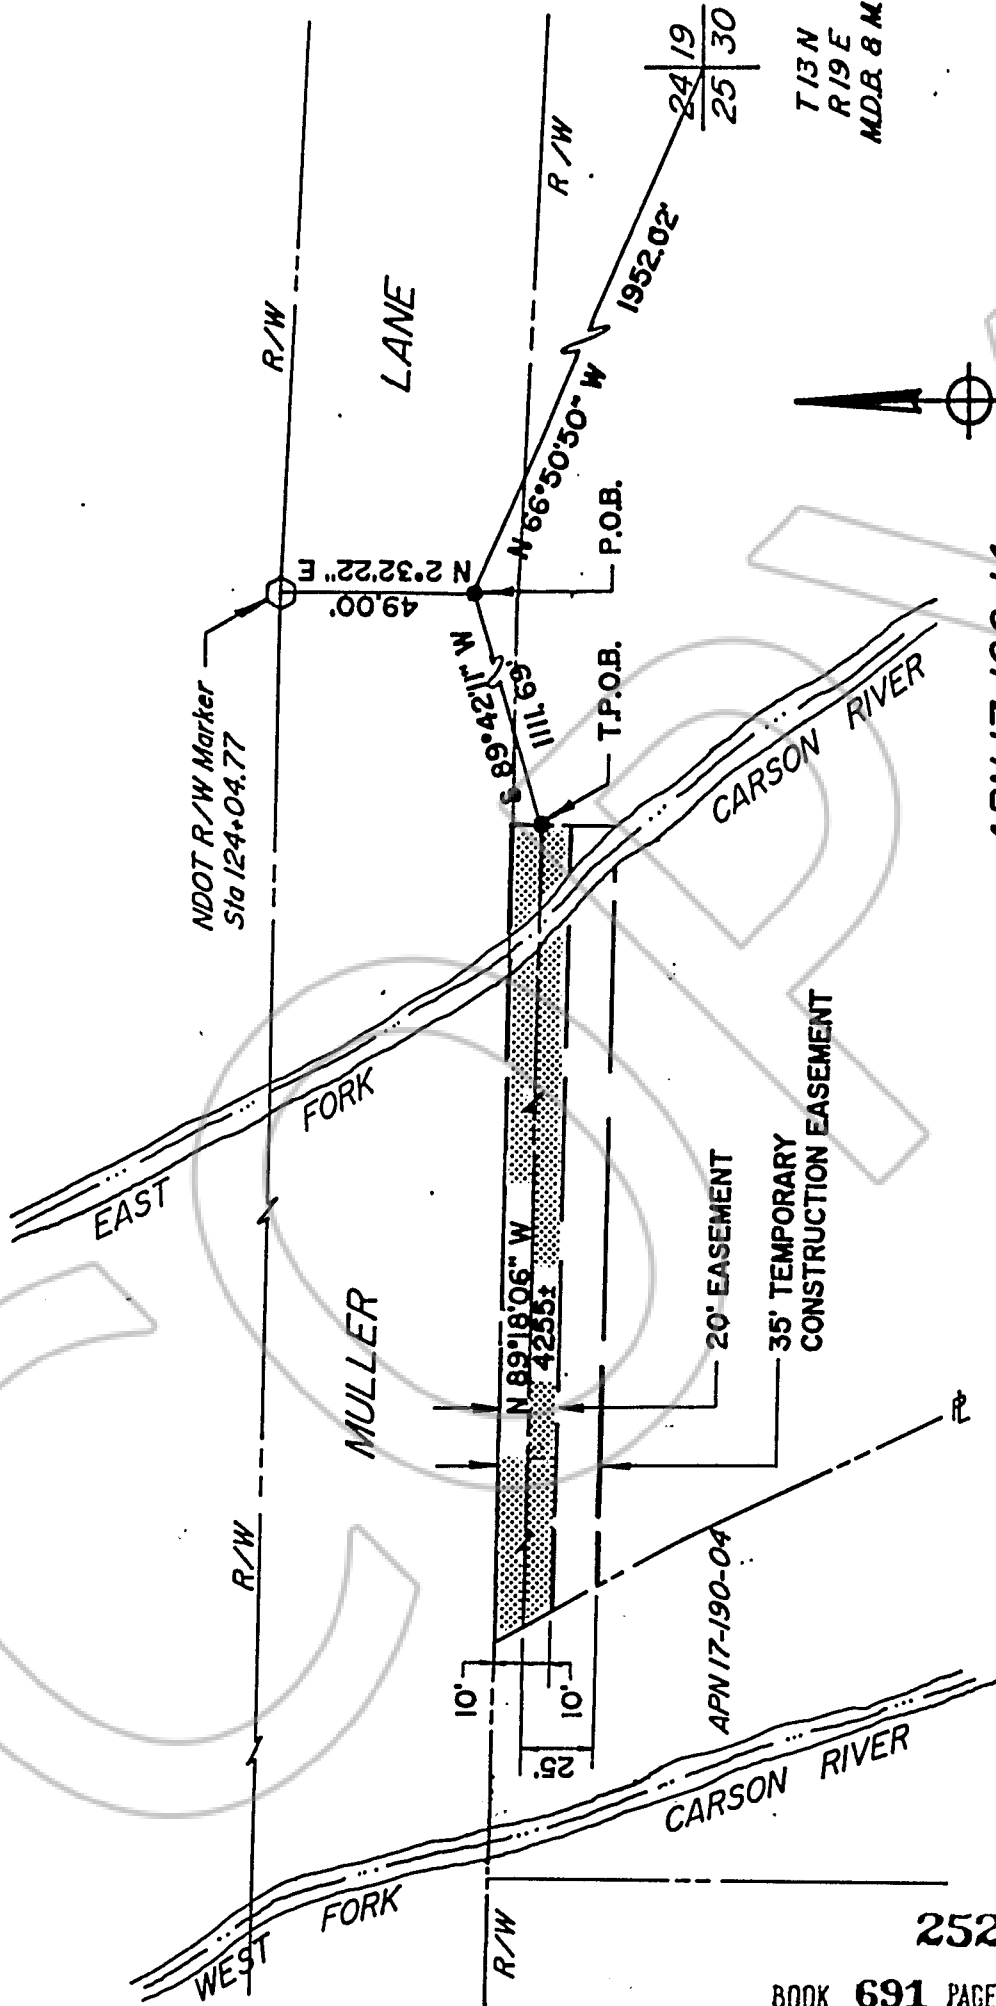 24 19
25 30
T 13 N
R 19 E
M.D.B. & M.
R/W
R/W
LANE
1952.02'
N 66°50'50" W
N 2°32'22" E
49.00'
P.O.B.
NDOT R/W Marker
Sta 124+04.77
S 89°42'11" W
1111.69'
T.P.O.B.
CARSON RIVER
EAST FORK
MULLER
N 89°18'06" W
4255±
20' EASEMENT
35' TEMPORARY
CONSTRUCTION EASEMENT
R/W
PL
APN 17-190-04
10'
10'
25'
WEST FORK
CARSON RIVER
R/W
252
BOOK 691 PAGE
COPY